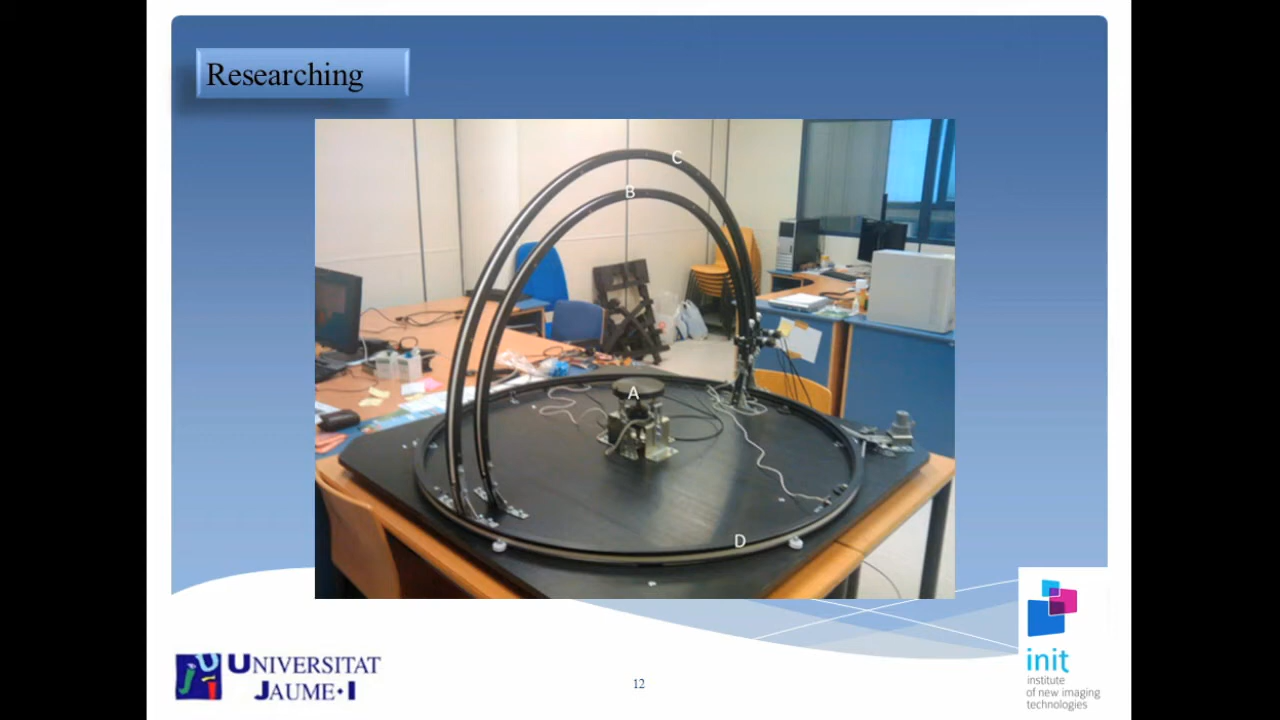 Researching
C
B
A
D
UNIVERSITAT
JAUME·I
12
init
institute
of new imaging
technologies